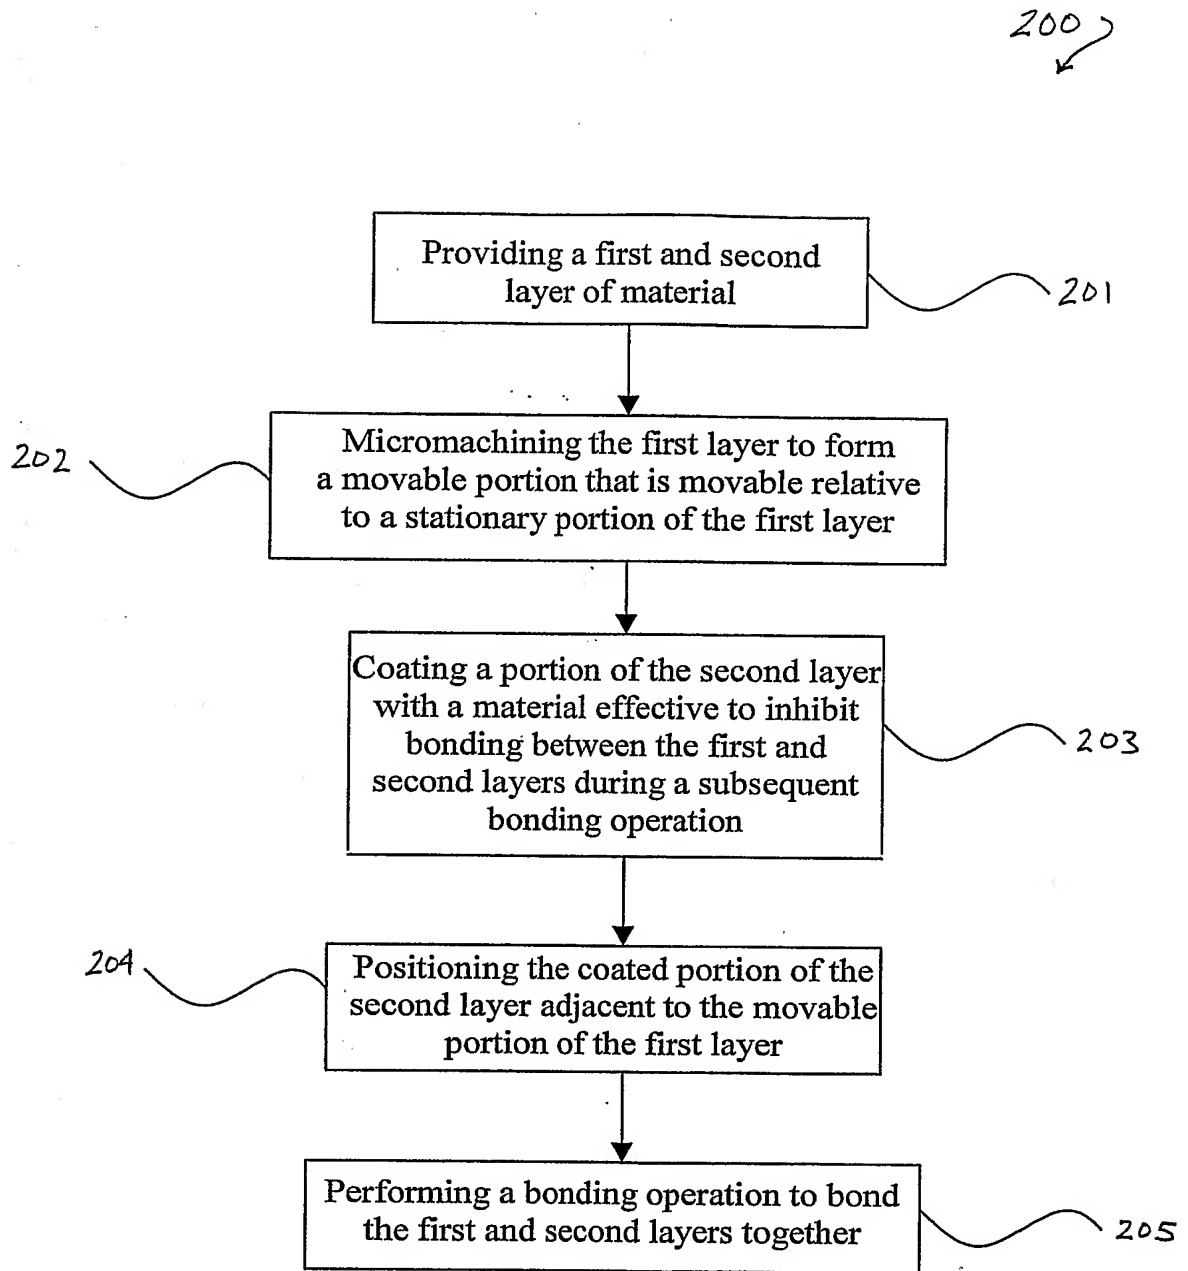 200
Providing a first and second
layer of material
201
Micromachining the first layer to form
a movable portion that is movable relative
to a stationary portion of the first layer
202
Coating a portion of the second layer
with a material effective to inhibit
bonding between the first and
second layers during a subsequent
bonding operation
203
204
Positioning the coated portion of the
second layer adjacent to the movable
portion of the first layer
Performing a bonding operation to bond
the first and second layers together
205